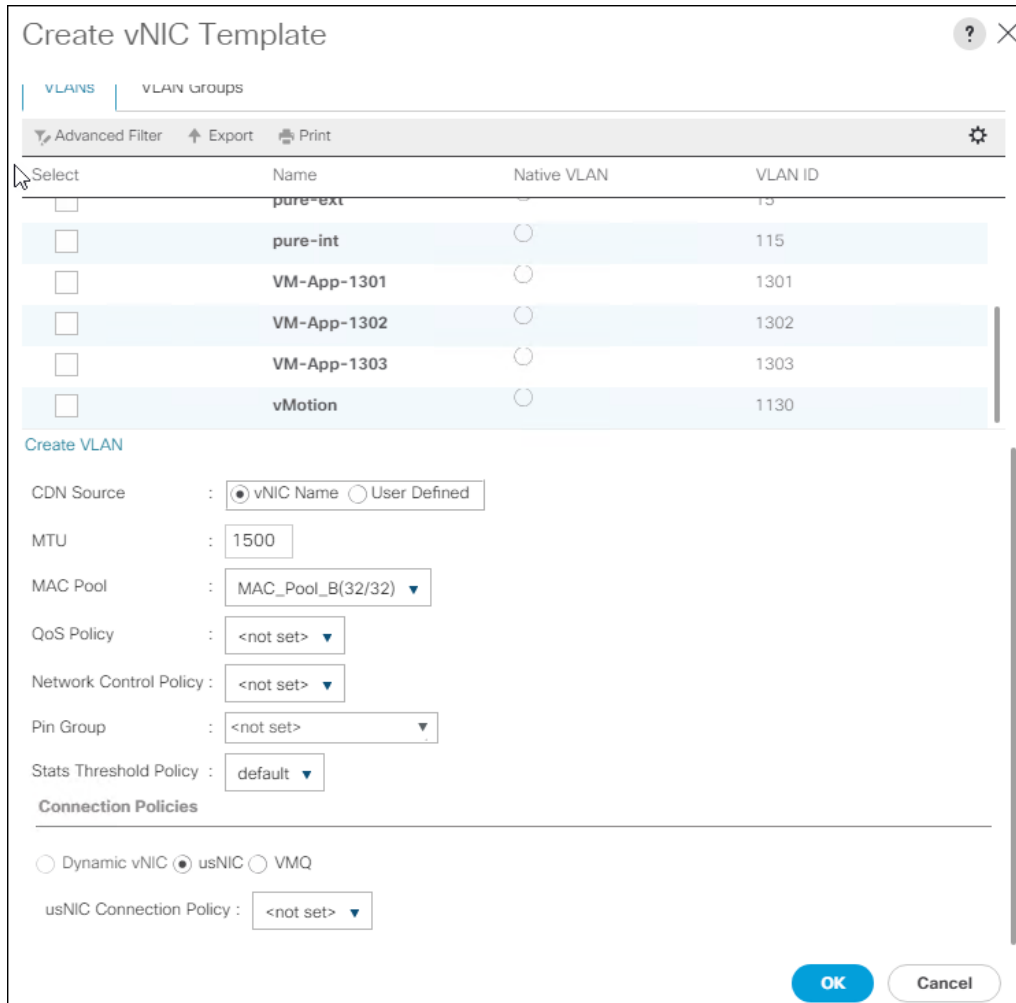 Create vNIC Template ?
VLANs VLAN Groups
Advanced Filter Export Print
Select Name Native VLAN VLAN ID
pure-ext 15
pure-int 115
VM-App-1301 1301
VM-App-1302 1302
VM-App-1303 1303
vMotion 1130
Create VLAN
CDN Source : vNIC Name User Defined
MTU : 1500
MAC Pool : MAC_Pool_B(32/32)
QoS Policy : <not set>
Network Control Policy : <not set>
Pin Group : <not set>
Stats Threshold Policy : default
Connection Policies
Dynamic vNIC usNIC VMQ
usNIC Connection Policy : <not set>
OK Cancel